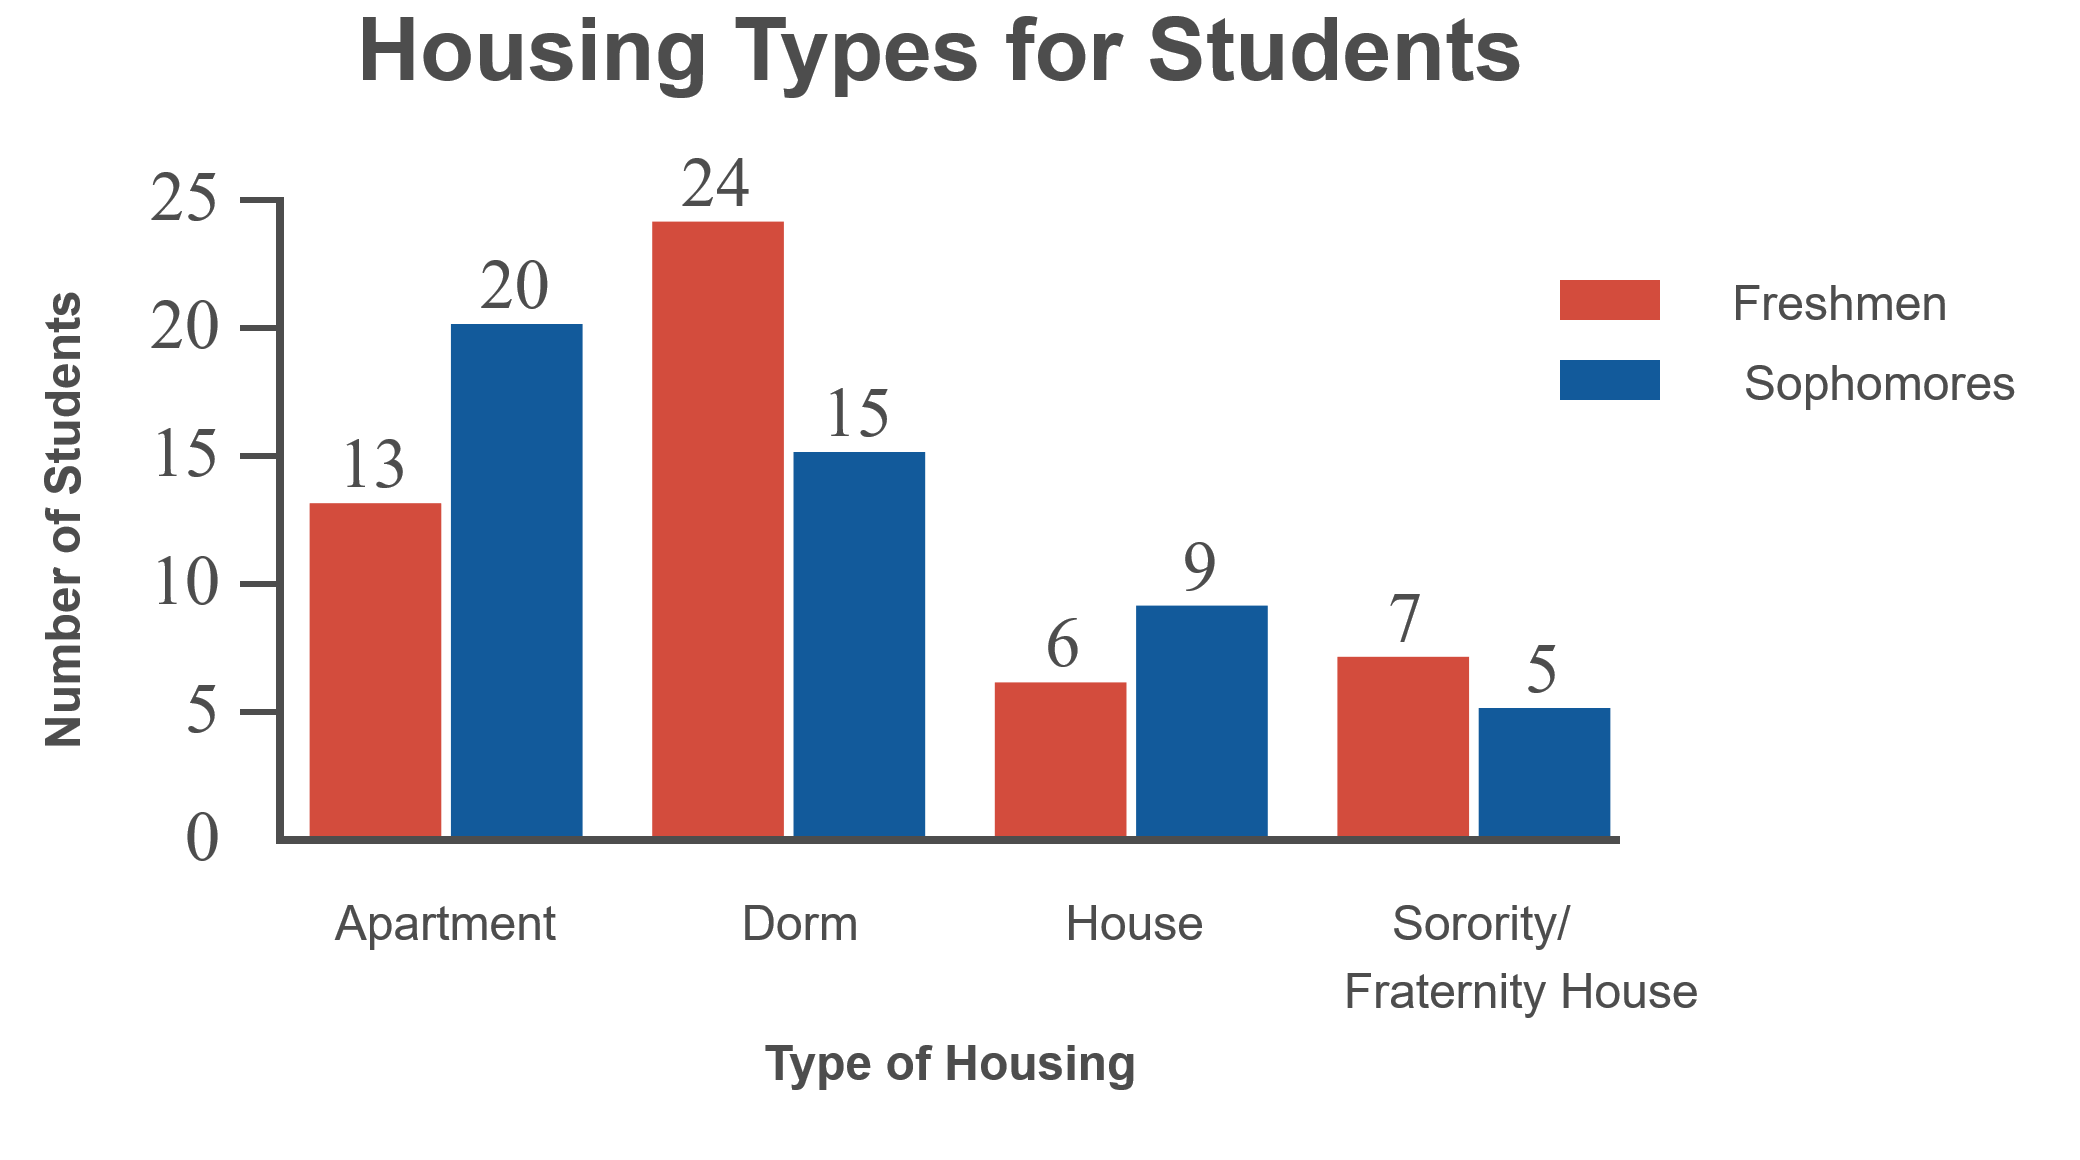 Housing Types for Students
Number of Students
25
20
15
10
5
0
13
20
24
15
6
9
7
5
Freshmen
Sophomores
Apartment
Dorm
House
Sorority/
Fraternity House
Type of Housing